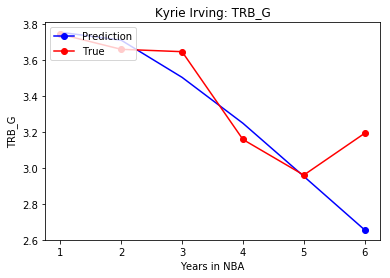 Kyrie Irving: TRB_G
Prediction
True
3.8
3.6
3.4
3.2
3.0
2.8
2.6
TRB_G
1 2 3 4 5 6
Years in NBA